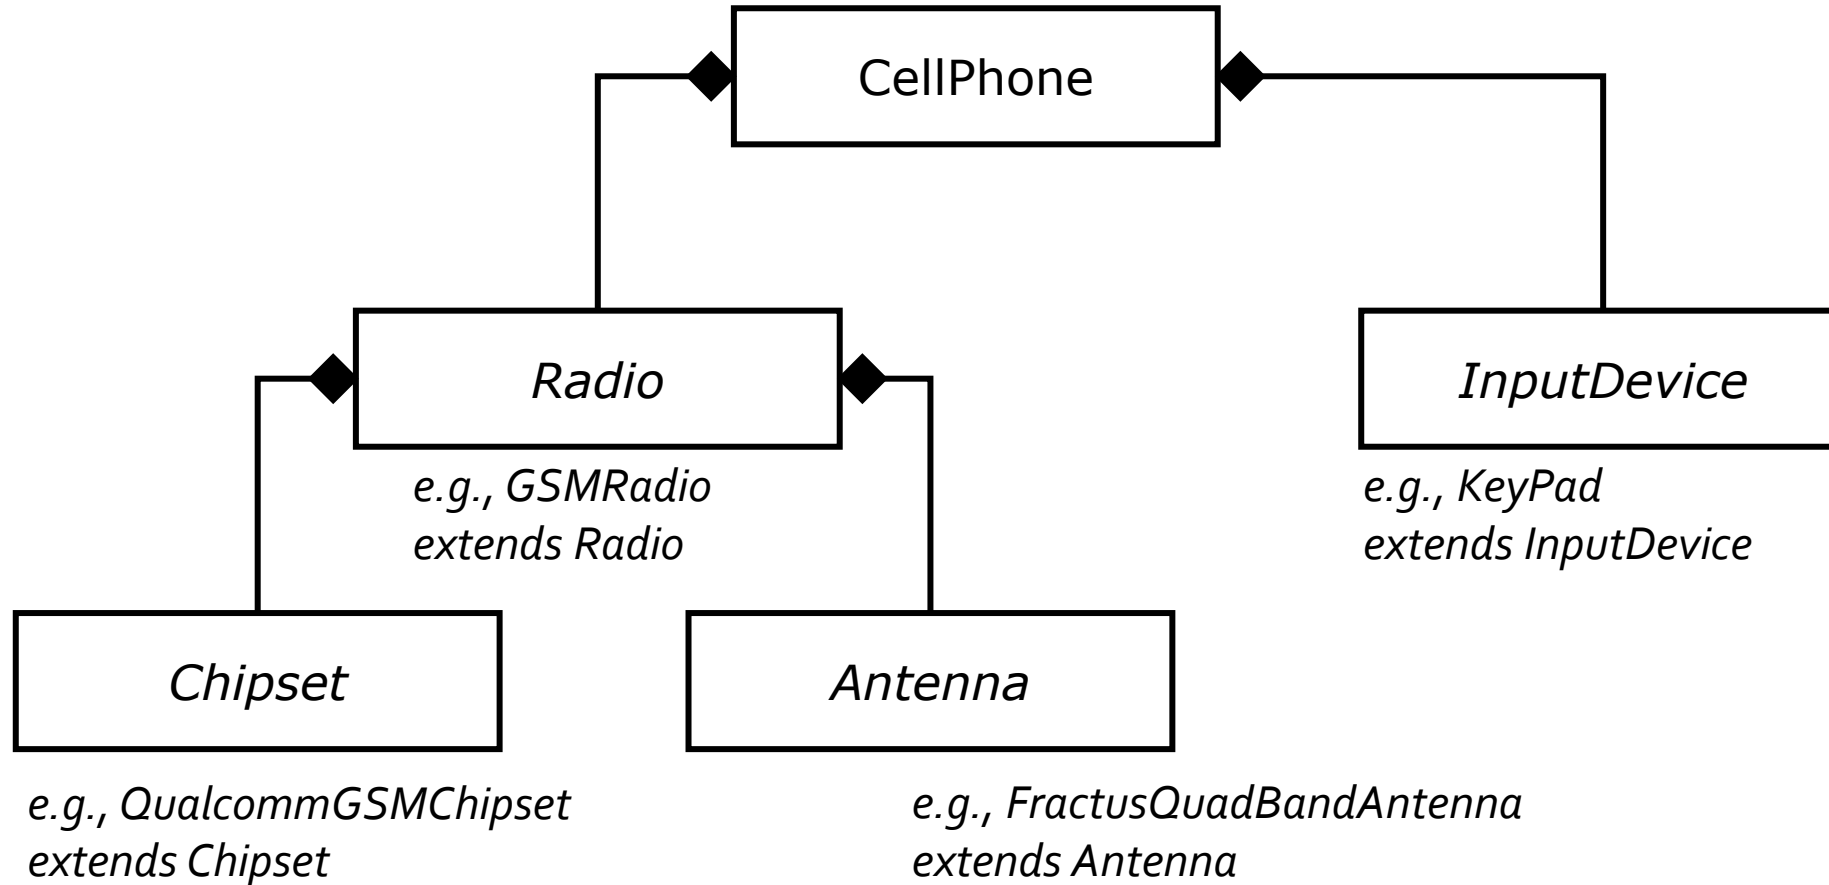 CellPhone
Radio
InputDevice
e.g., GSMRadio
extends Radio
e.g., KeyPad
extends InputDevice
Chipset
Antenna
e.g., QualcommGSMChipset
extends Chipset
e.g., FractusQuadBandAntenna
extends Antenna